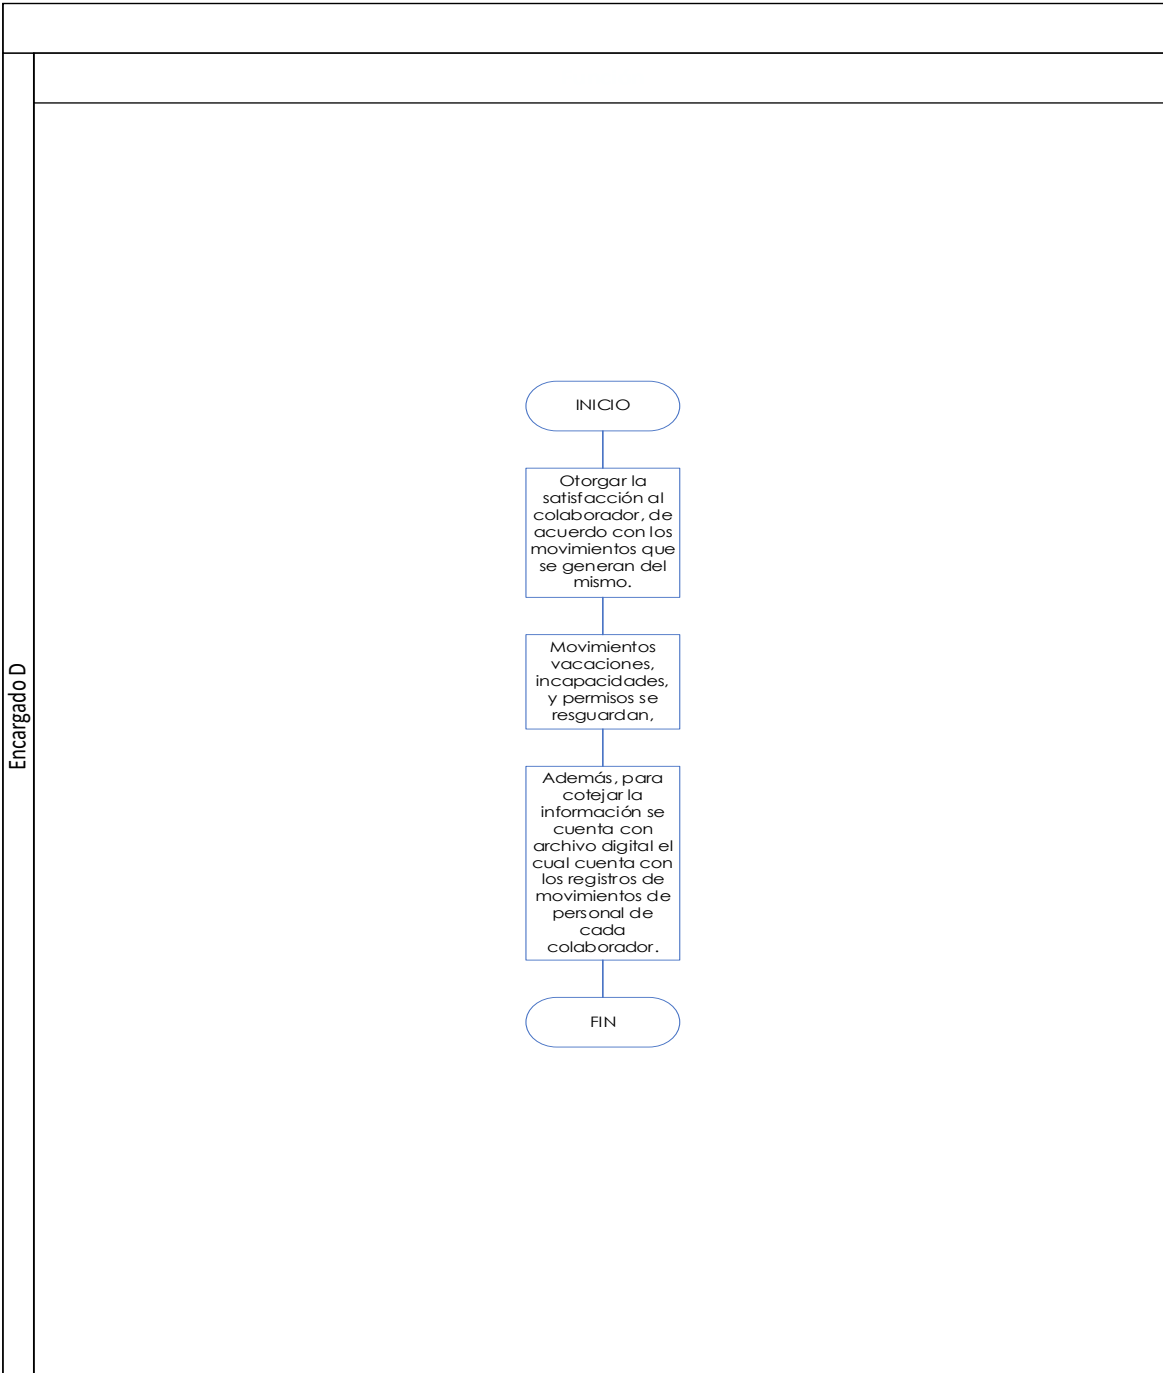 INICIO
Otorgar la
satisfacción al
colaborador, de
acuerdo con los
movimientos que
se generan del
mismo.
Movimientos
vacaciones,
incapacidades,
y permisos se
resguardan,
Además, para
cotejar la
información se
cuenta con
archivo digital el
cual cuenta con
los registros de
movimientos de
personal de
cada
colaborador.
FIN
Encargado D